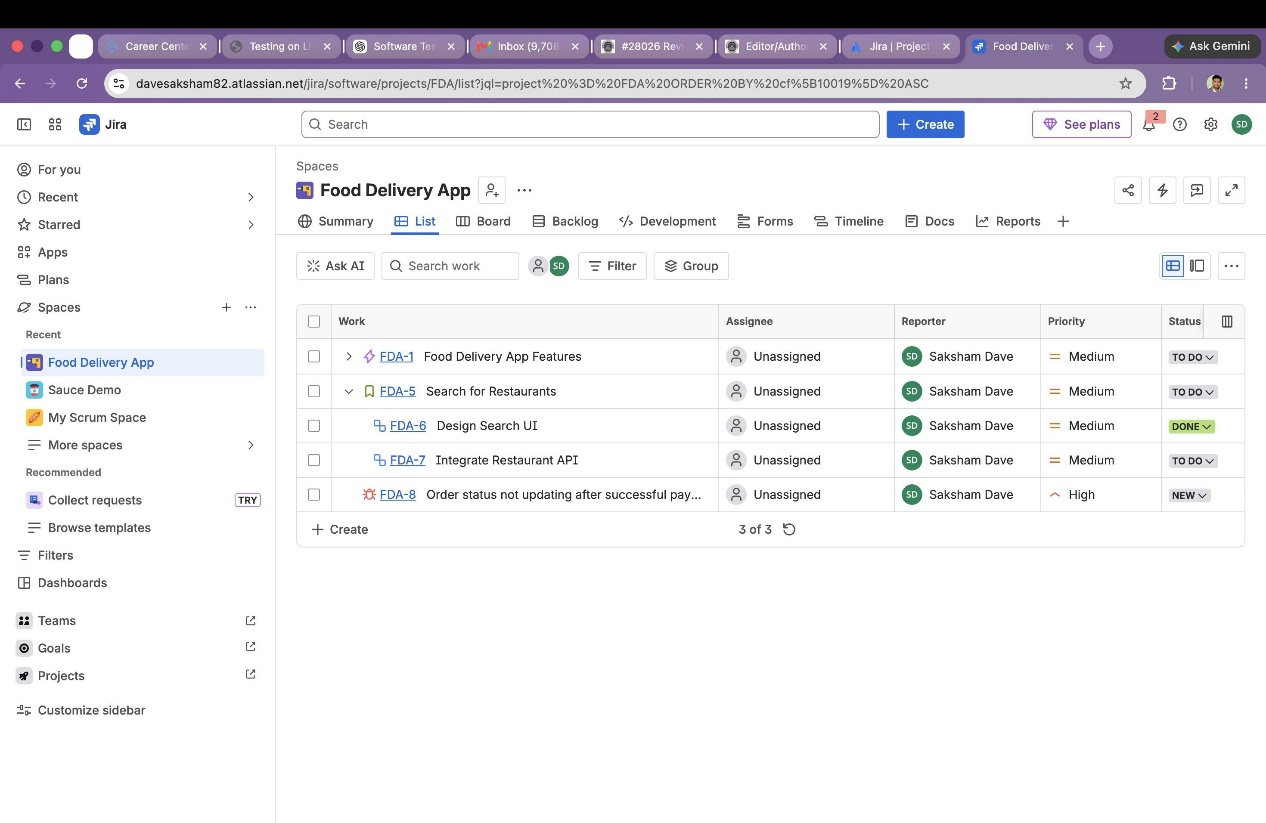 Career Cente
Testing on Li
Software Tes
Inbox (9,708
#28026 Revi
Editor/Autho
Jira | Project
Food Deliver
Ask Gemini
davesaksham82.atlassian.net/jira/software/projects/FDA/list?jql=project%20%3D%20FDA%20ORDER%20BY%20cf%5B10019%5D%20ASC
Jira
Search
+ Create
See plans
2
SD
For you
Recent
Starred
Apps
Plans
Spaces
Recent
Food Delivery App
Sauce Demo
My Scrum Space
More spaces
Recommended
Collect requests TRY
Browse templates
Filters
Dashboards
Teams
Goals
Projects
Customize sidebar
Spaces
Food Delivery App
Summary List Board Backlog Development Forms Timeline Docs Reports
Ask AI Search work SD Filter Group
Work Assignee Reporter Priority Status
FDA-1 Food Delivery App Features Unassigned SD Saksham Dave Medium TO DO
FDA-5 Search for Restaurants Unassigned SD Saksham Dave Medium TO DO
FDA-6 Design Search UI Unassigned SD Saksham Dave Medium DONE
FDA-7 Integrate Restaurant API Unassigned SD Saksham Dave Medium TO DO
FDA-8 Order status not updating after successful pay... Unassigned SD Saksham Dave High NEW
+ Create 3 of 3